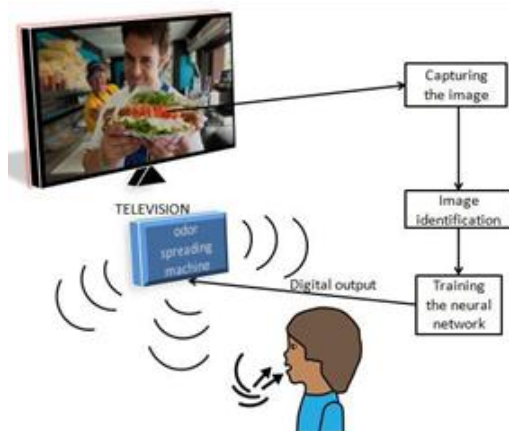 Capturing
the image
Image
identification
TELEVISION
odor
spreading
machine
Digital output
Training
the neural
network